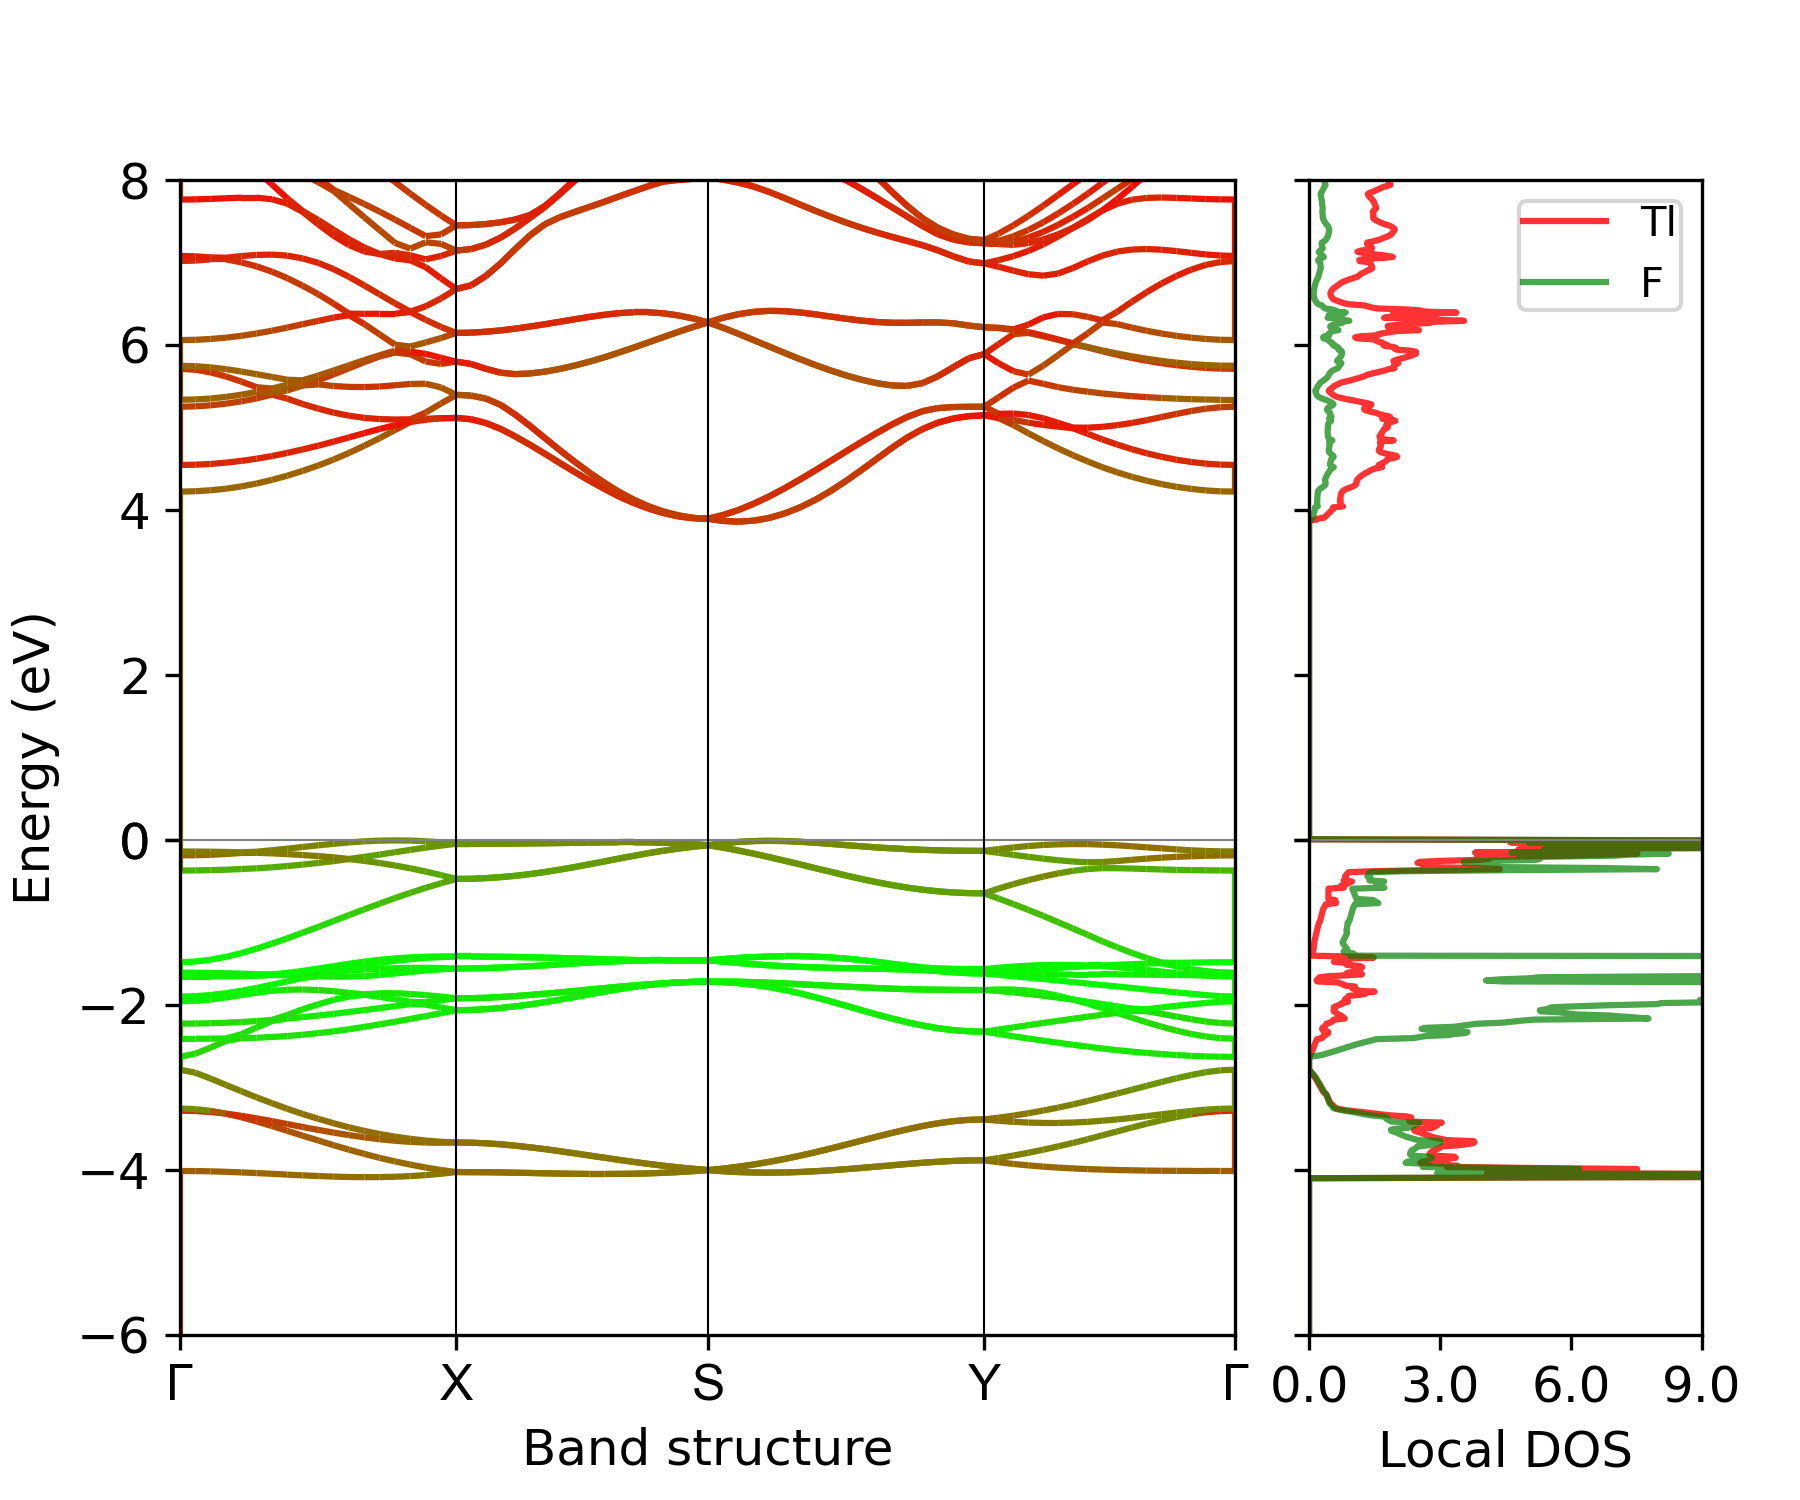 8
6
4
2
0
−2
−4
−6
Energy (eV)
Γ X S Y Γ
Band structure
Tl
F
0.0 3.0 6.0 9.0
Local DOS